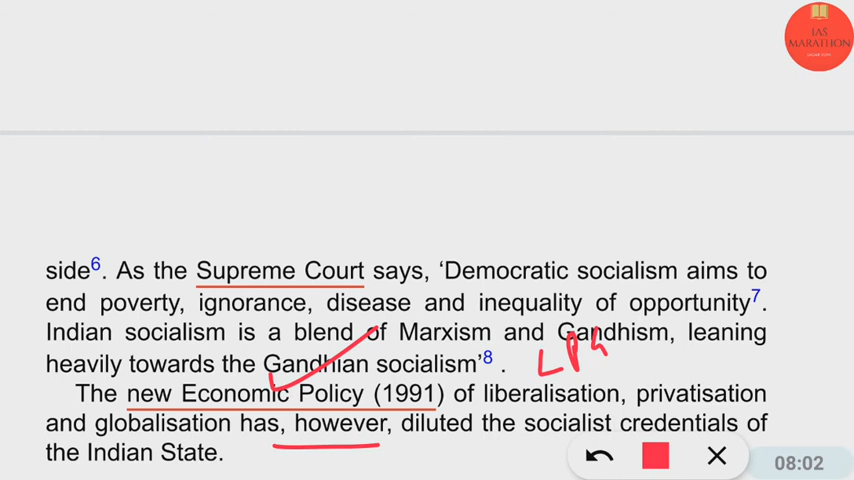 IAS
MARATHON
side⁶. As the Supreme Court says, ‘Democratic socialism aims to
end poverty, ignorance, disease and inequality of opportunity⁷.
Indian socialism is a blend of Marxism and Gandhism, leaning
heavily towards the Gandhian socialism’⁸ .
LPG
The new Economic Policy (1991) of liberalisation, privatisation
and globalisation has, however, diluted the socialist credentials of
the Indian State.
08:02